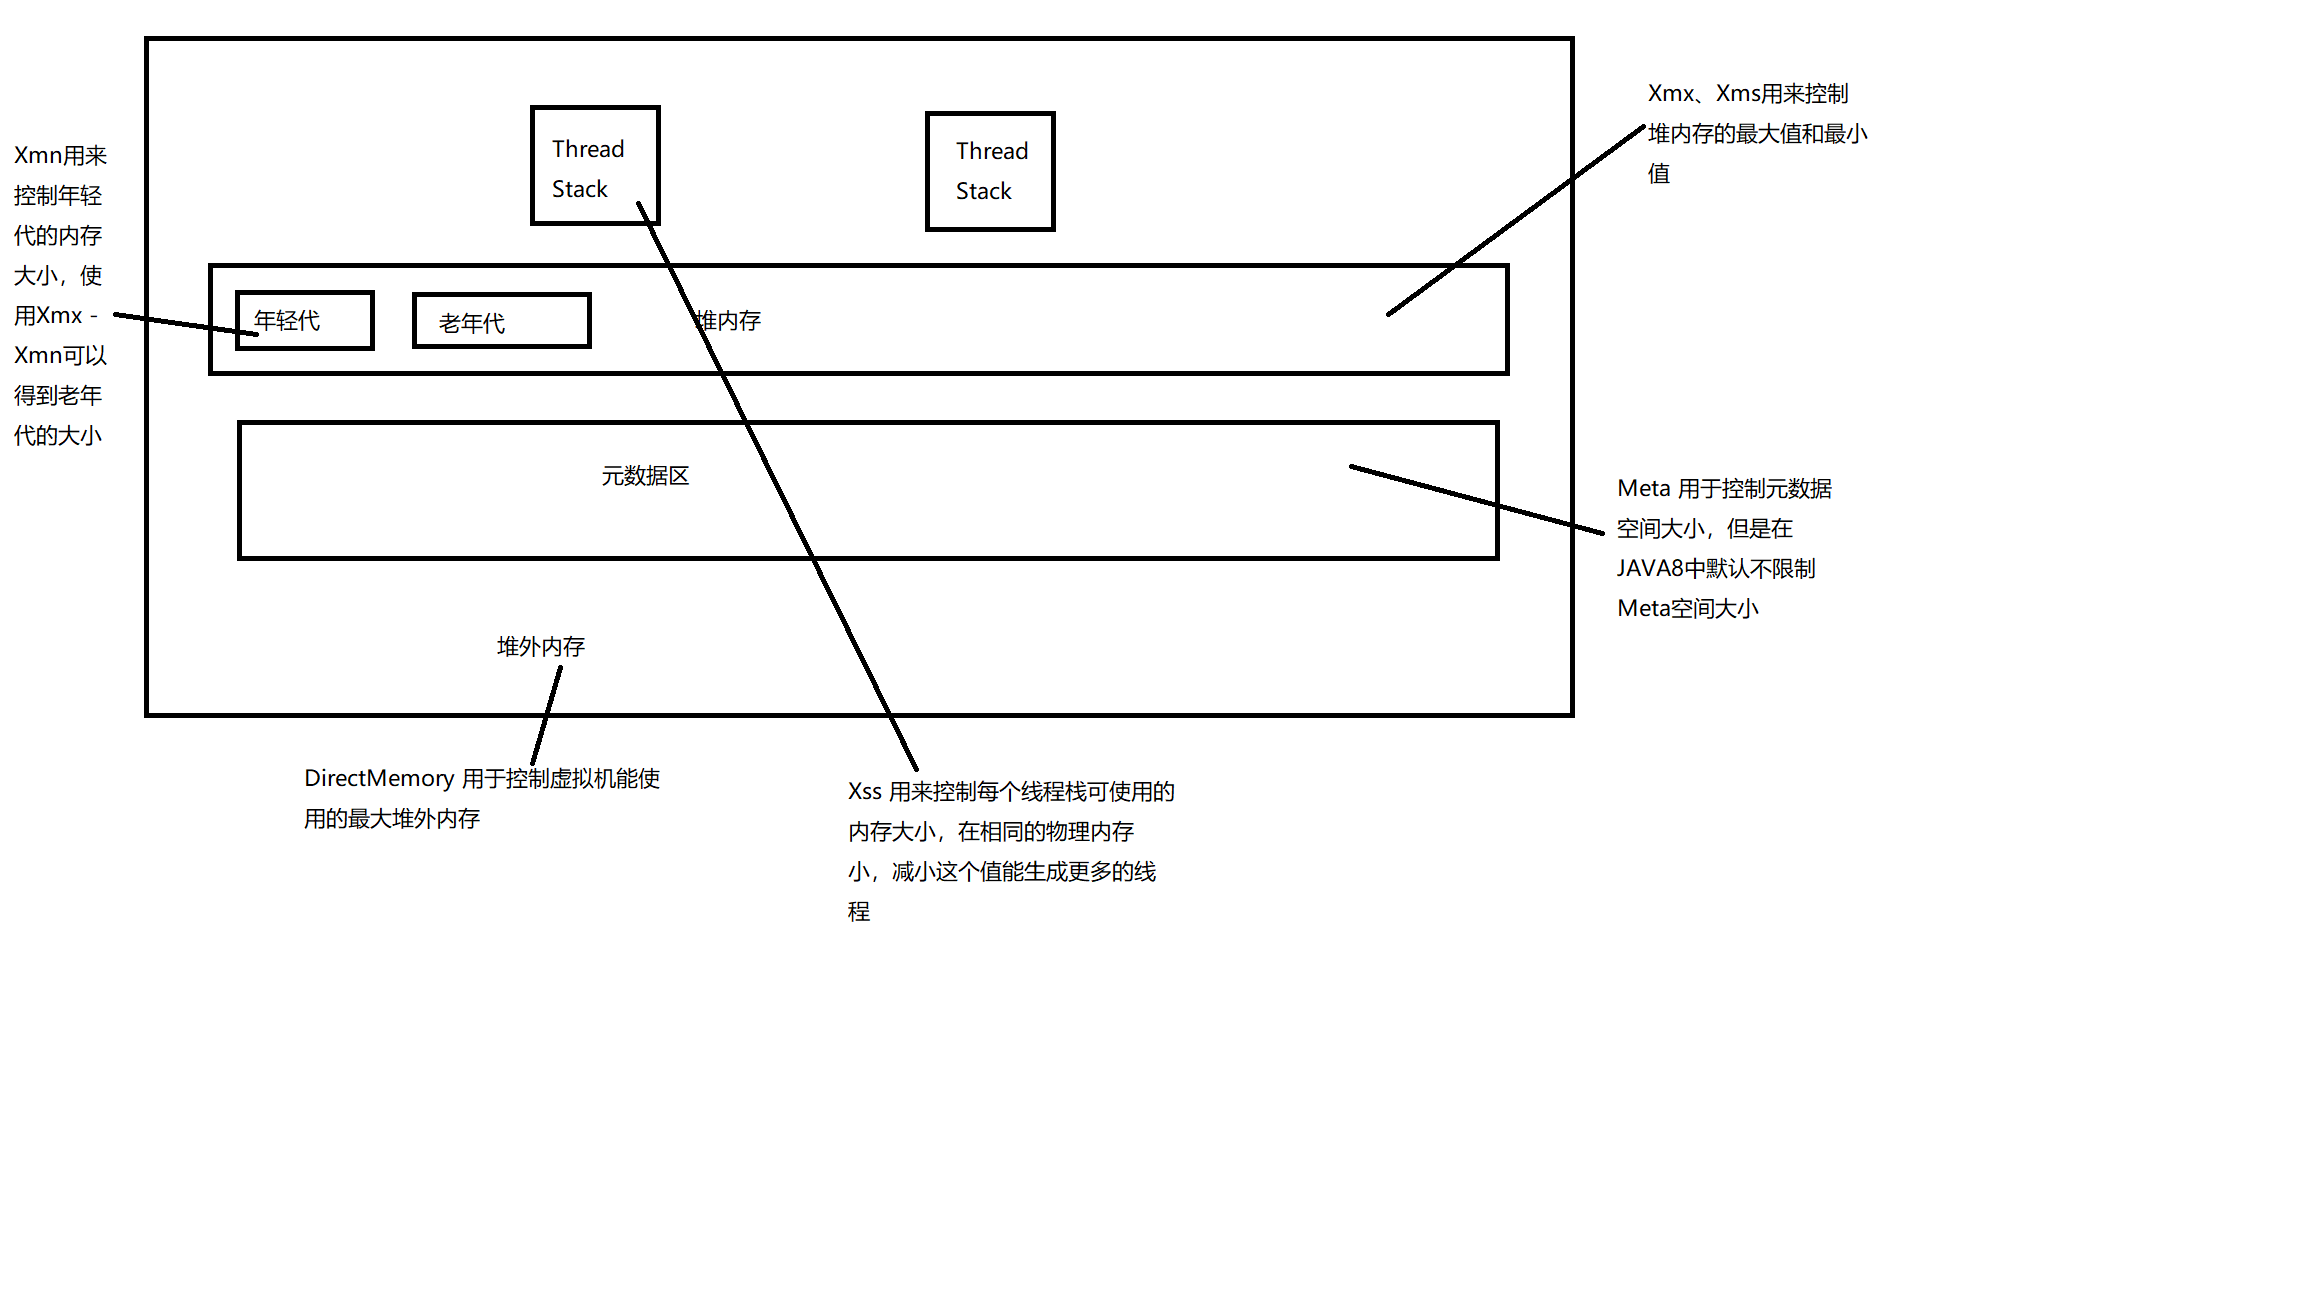 Xmn用来
控制年轻
代的内存
大小，使
用Xmx -
Xmn可以
得到老年
代的大小
Thread
Stack
Thread
Stack
Xmx、Xms用来控制
堆内存的最大值和最小
值
年轻代
老年代
堆内存
元数据区
Meta 用于控制元数据
空间大小，但是在
JAVA8中默认不限制
Meta空间大小
堆外内存
DirectMemory 用于控制虚拟机能使
用的最大堆外内存
Xss 用来控制每个线程栈可使用的
内存大小，在相同的物理内存
小，减小这个值能生成更多的线
程